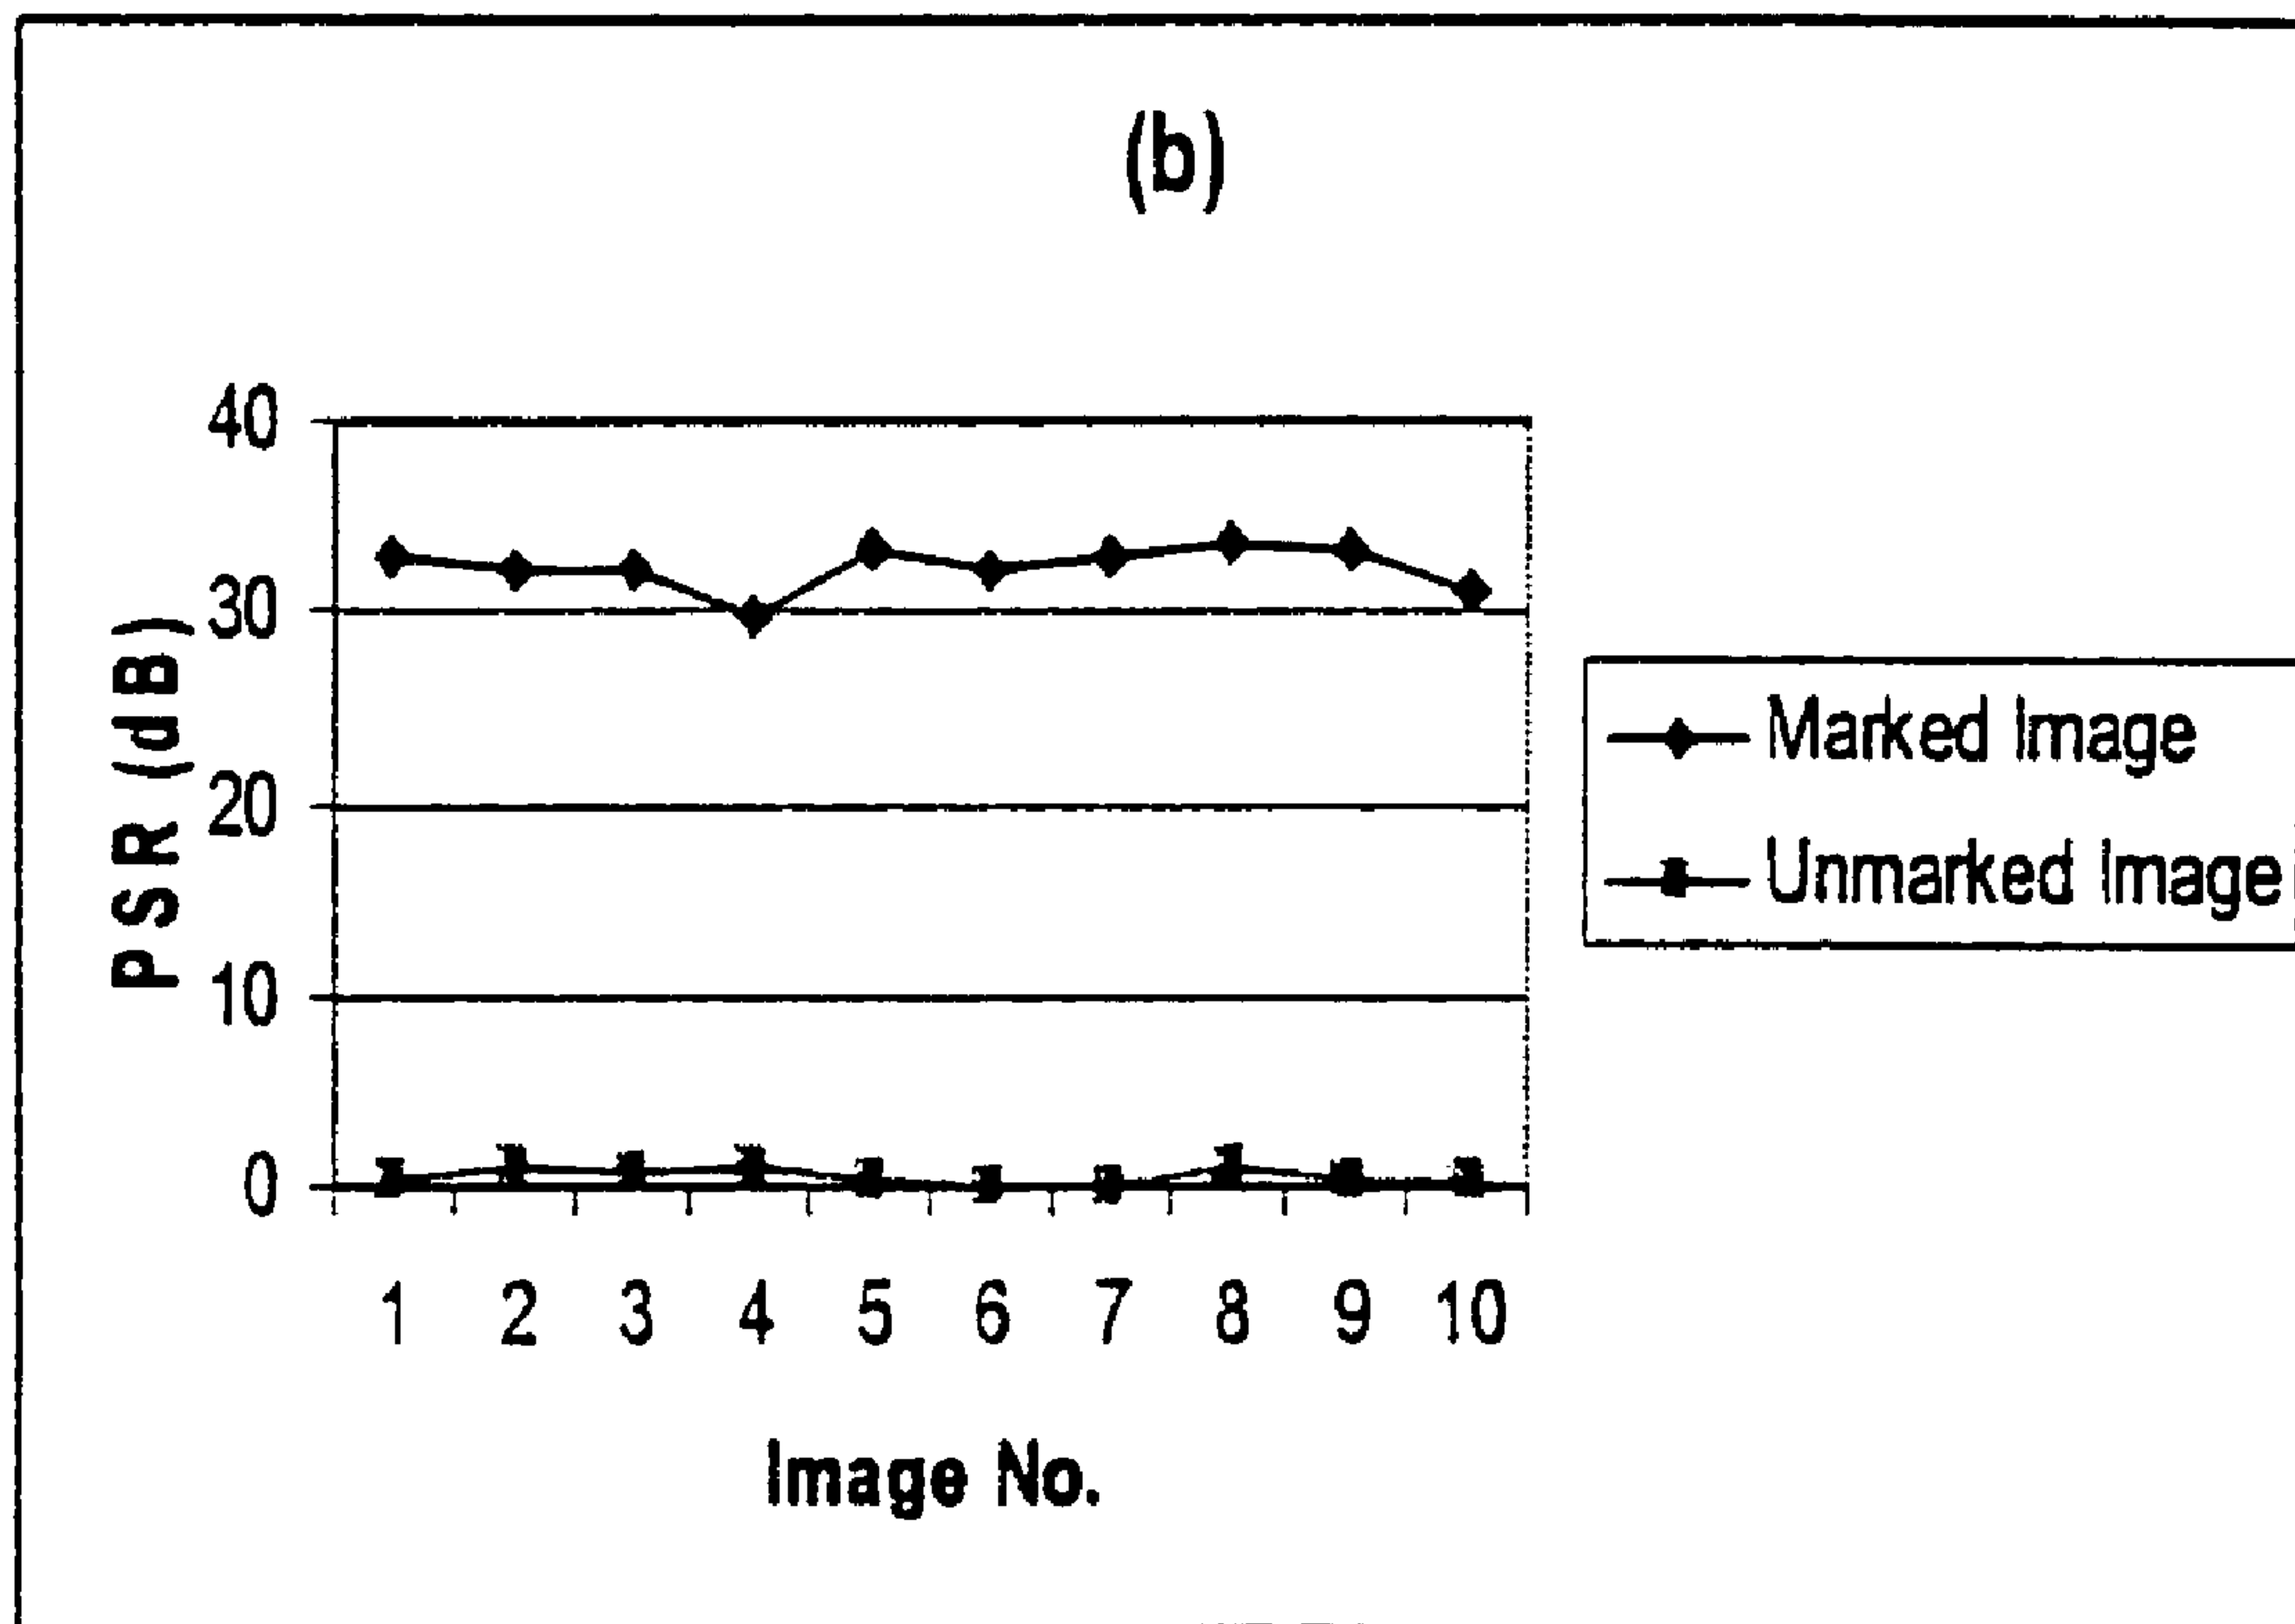 (b)
40
30
20
10
0
PSR (dB)
1 2 3 4 5 6 7 8 9 10
Image No.
Marked Image
Unmarked Image